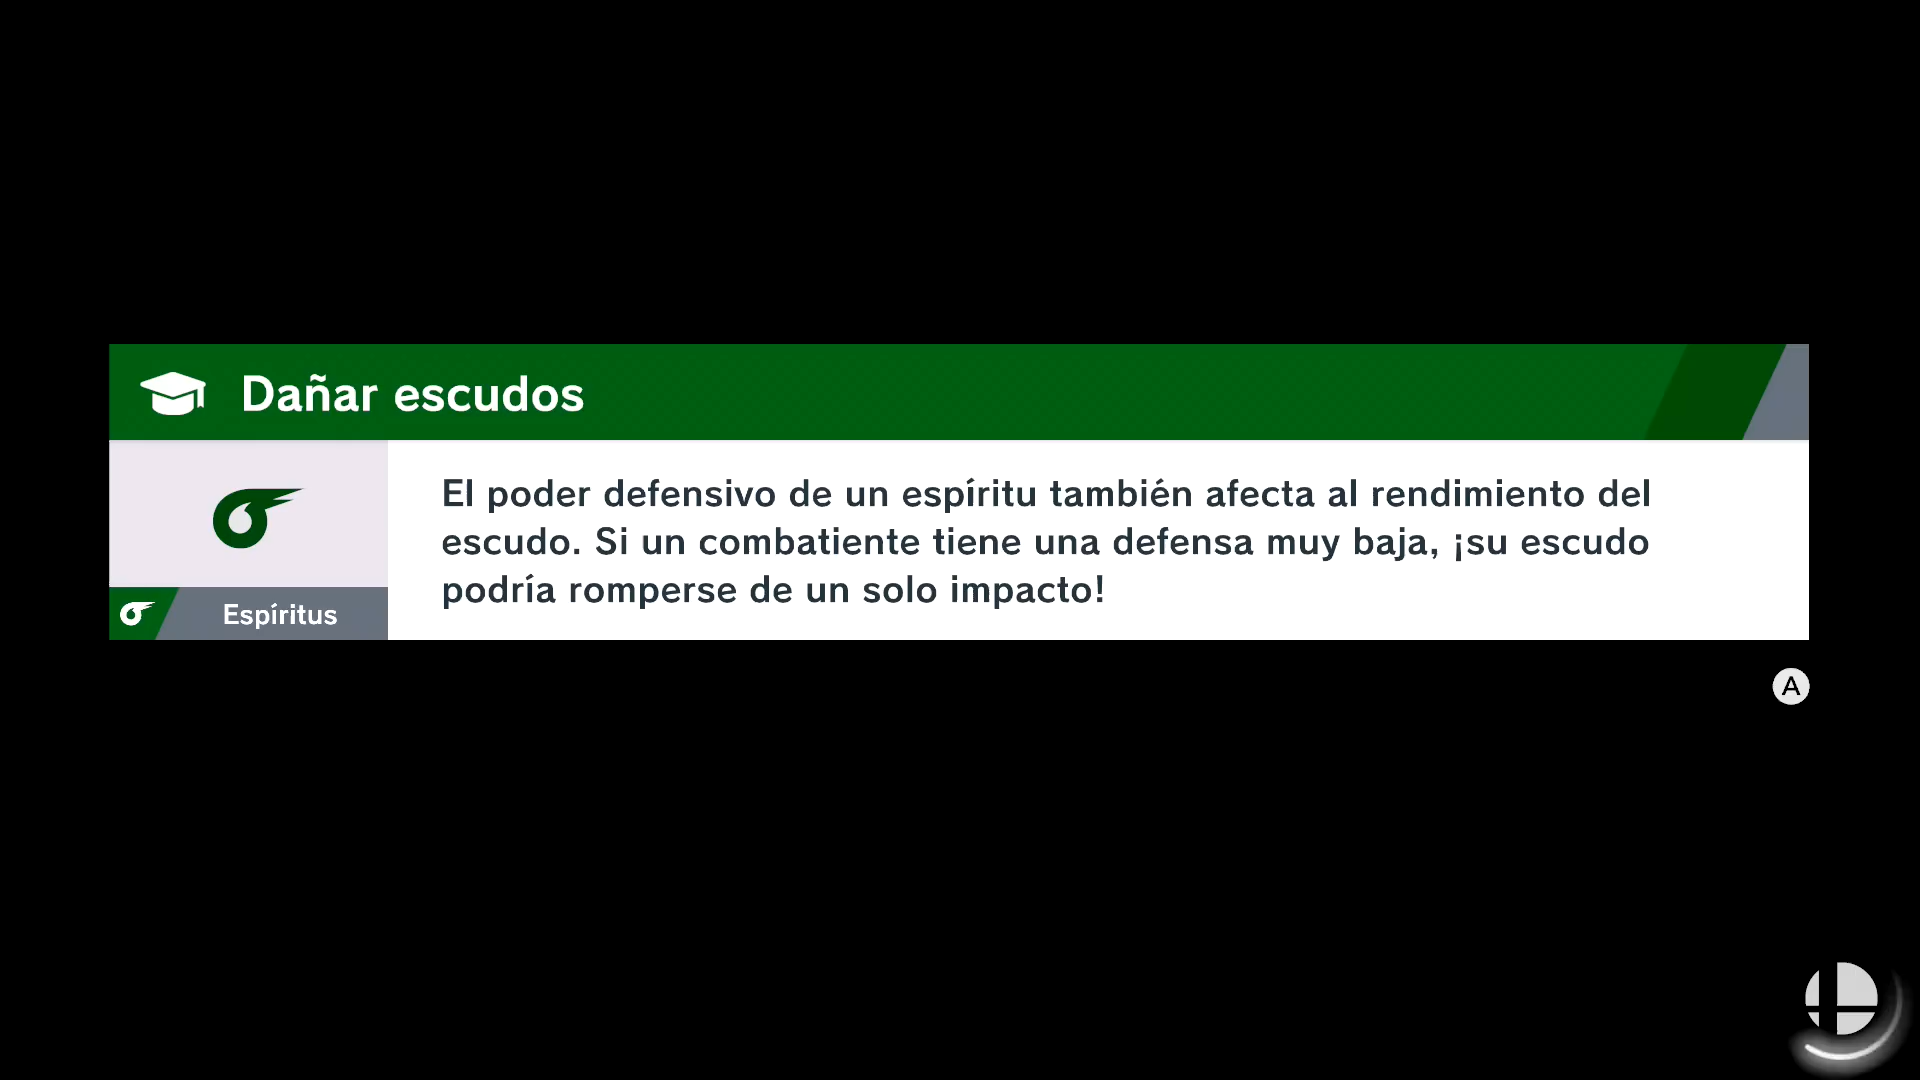 Dañar escudos
El poder defensivo de un espíritu también afecta al rendimiento del
escudo. Si un combatiente tiene una defensa muy baja, ¡su escudo
podría romperse de un solo impacto!
Espíritus
A